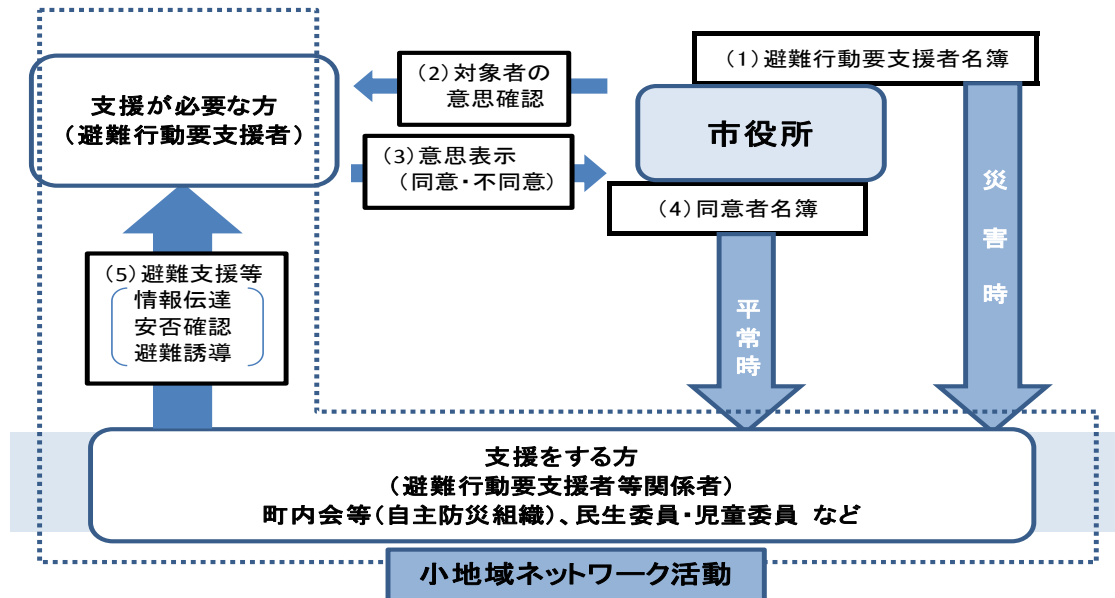 (1)避難行動要支援者名簿
(2)対象者の
意思確認
支援が必要な方
(避難行動要支援者)
市役所
(3)意思表示
(同意・不同意)
(4)同意者名簿
災害時
(5)避難支援等
情報伝達
安否確認
避難誘導
平常時
支援をする方
(避難行動要支援者等関係者)
町内会等(自主防災組織)、民生委員・児童委員 など
小地域ネットワーク活動